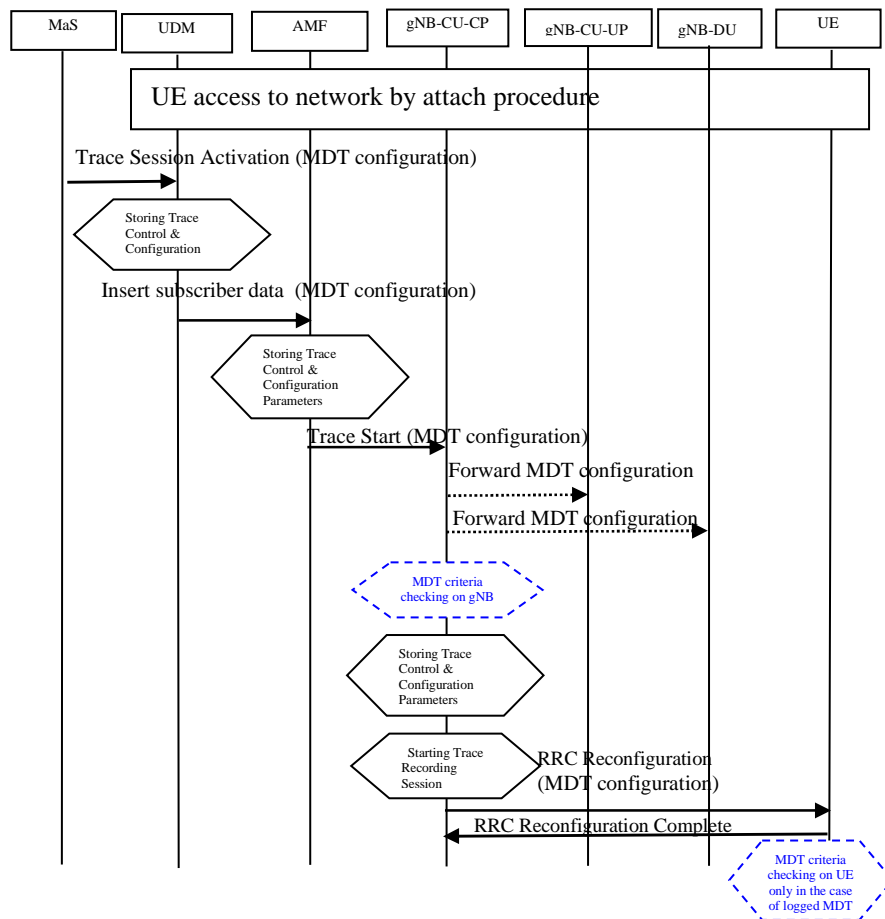 MaS
UDM
AMF
gNB-CU-CP
gNB-CU-UP
gNB-DU
UE
UE access to network by attach procedure
Trace Session Activation (MDT configuration)
Storing Trace
Control &
Configuration
Insert subscriber data (MDT configuration)
Storing Trace
Control &
Configuration
Parameters
Trace Start (MDT configuration)
Forward MDT configuration
Forward MDT configuration
MDT criteria
checking on gNB
Storing Trace
Control &
Configuration
Parameters
Starting Trace
Recording
Session
RRC Reconfiguration
(MDT configuration)
RRC Reconfiguration Complete
MDT criteria
checking on UE
only in the case
of logged MDT